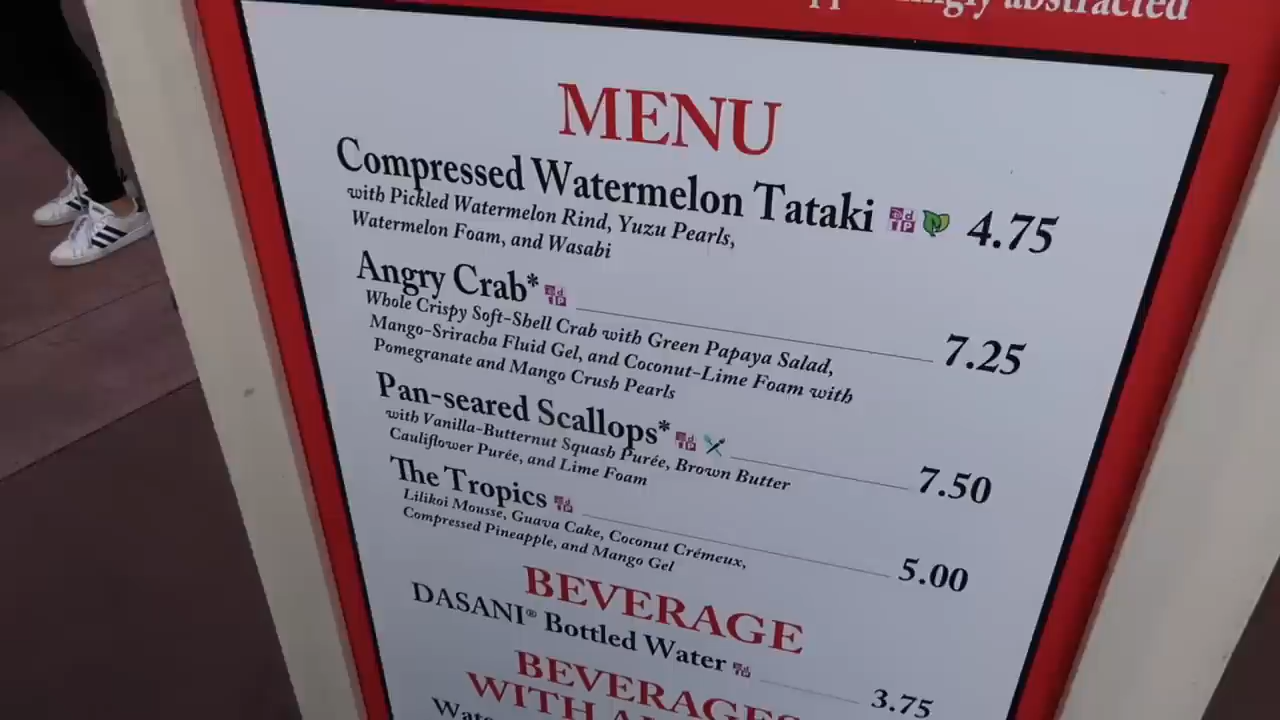 abstracted
MENU
Compressed Watermelon Tataki 4.75
with Pickled Watermelon Rind, Yuzu Pearls,
Watermelon Foam, and Wasabi
Angry Crab* 7.25
Whole Crispy Soft-Shell Crab with Green Papaya Salad,
Mango-Sriracha Fluid Gel, and Coconut-Lime Foam with
Pomegranate and Mango Crush Pearls
Pan-seared Scallops* 7.50
with Vanilla-Butternut Squash Purée, Brown Butter
Cauliflower Purée, and Lime Foam
The Tropics 5.00
Lilikoi Mousse, Guava Cake, Coconut Crémeux,
Compressed Pineapple, and Mango Gel
BEVERAGE
DASANI® Bottled Water 3.75
BEVERAGES
WITH